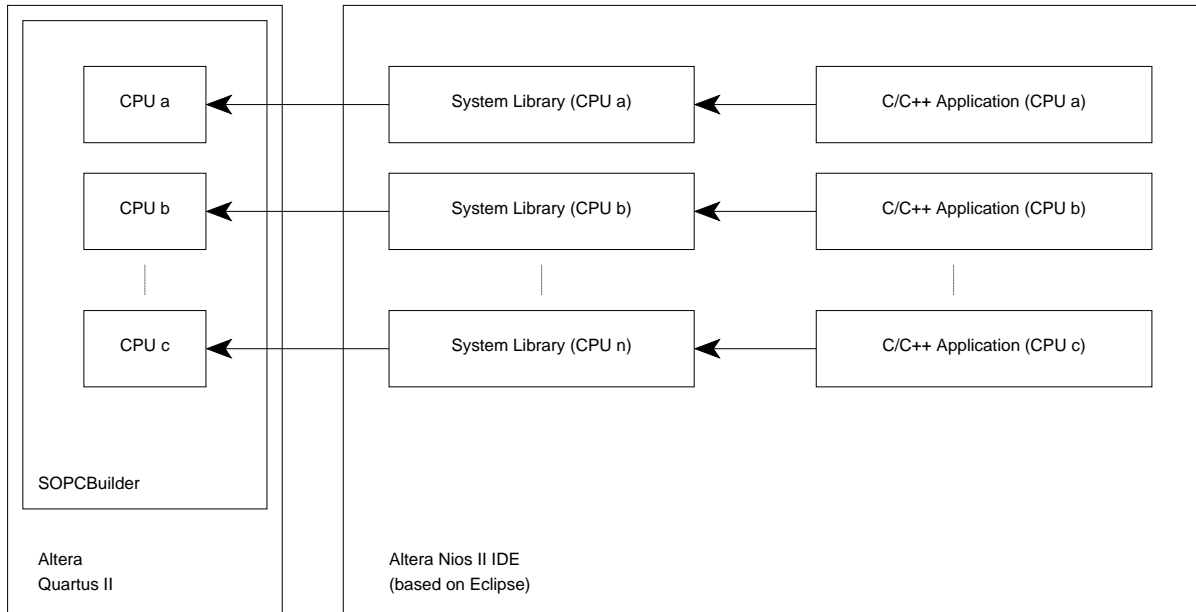 CPU a
System Library (CPU a)
C/C++ Application (CPU a)
CPU b
System Library (CPU b)
C/C++ Application (CPU b)
CPU c
System Library (CPU n)
C/C++ Application (CPU c)
SOPCBuilder
Altera
Quartus II
Altera Nios II IDE
(based on Eclipse)